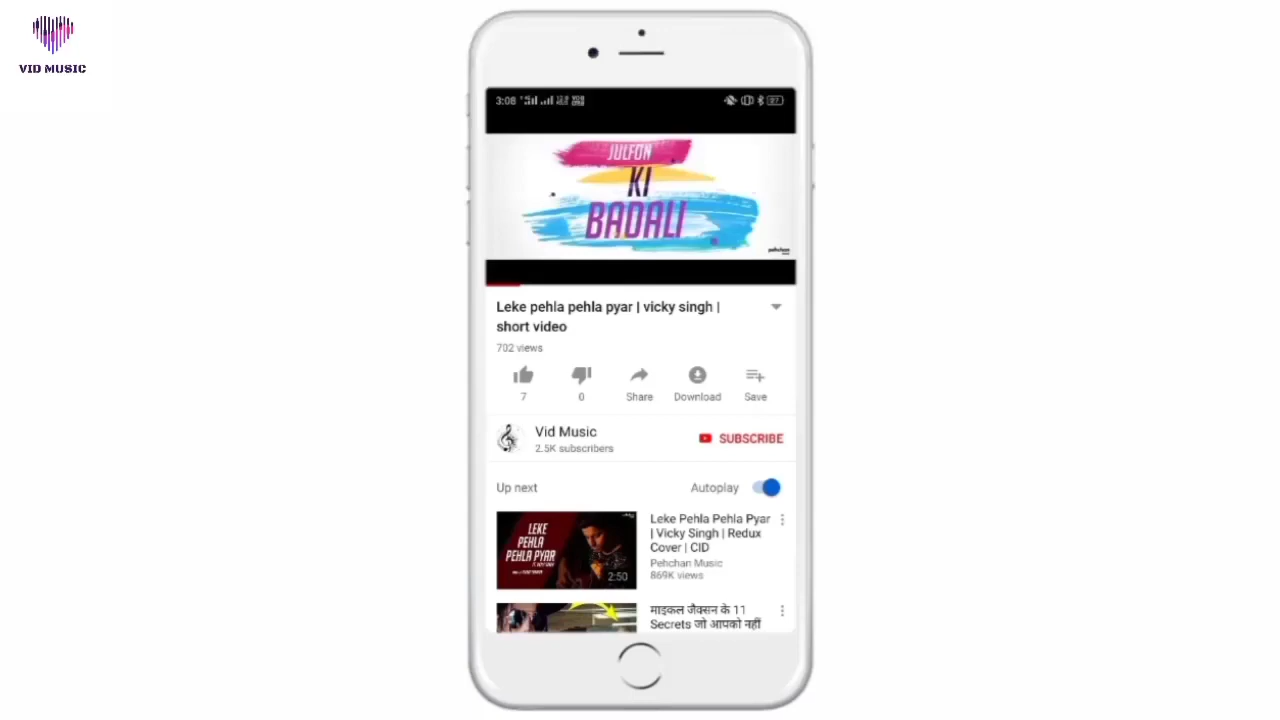 VID MUSIC
3:08
97
JULFON
KI
BADALI
pehchan
Leke pehla pehla pyar | vicky singh |
short video
702 views
7
0
Share
Download
Save
Vid Music
2.5K subscribers
SUBSCRIBE
Up next
Autoplay
LEKE
PEHLA
PEHLA PYAR
2:50
Leke Pehla Pehla Pyar
| Vicky Singh | Redux
Cover | CID
Pehchan Music
869K views
माइकल जैक्सन के 11
Secrets जो आपको नहीं